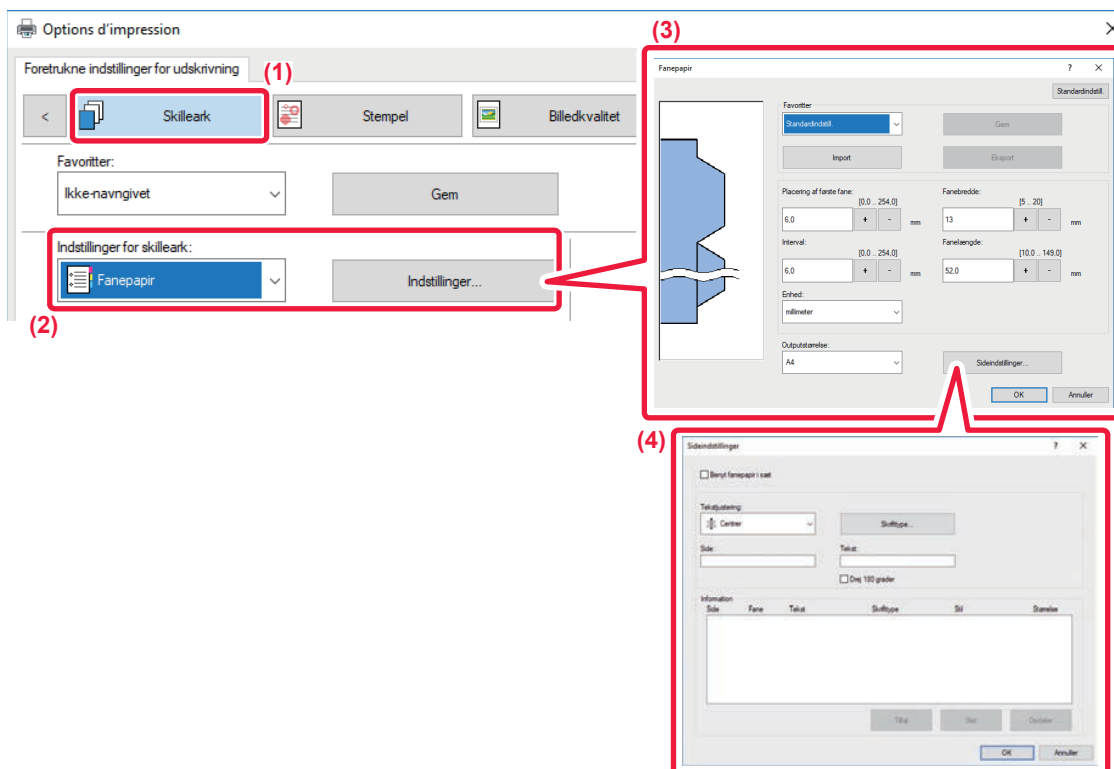 Options d'impression
Foretrukne indstillinger for udskrivning
(1)
< Skilleark Stempel Billedkvalitet
Favoritter:
Ikke-navngivet Gem
Indstillinger for skilleark:
Fanepapir Indstillinger...
(2)
(3)
Fanepapir ? ×
Standardindstill.
Favoritter
Standardindstill. Gem
Import Eksport
Placering af første fane: Fanebredde:
[0.0 .. 254.0] [5 .. 20]
6,0 + - mm 13 + - mm
Interval: Fanelængde:
[0.0 .. 254.0] [10.0 .. 149.0]
6,0 + - mm 52,0 + - mm
Enhed:
millimeter
Outputstørrelse:
A4 Sideindstillinger...
OK Annuller
(4)
Sideindstillinger ? ×
Benyt fanepapir i sæt
Tekstjustering:
Centrer Skrifttype...
Side: Tekst:
Drej 180 grader
Information
Side Fane Tekst Skrifttype Stil Størrelse
Tilføj Slet Opdater
OK Annuller